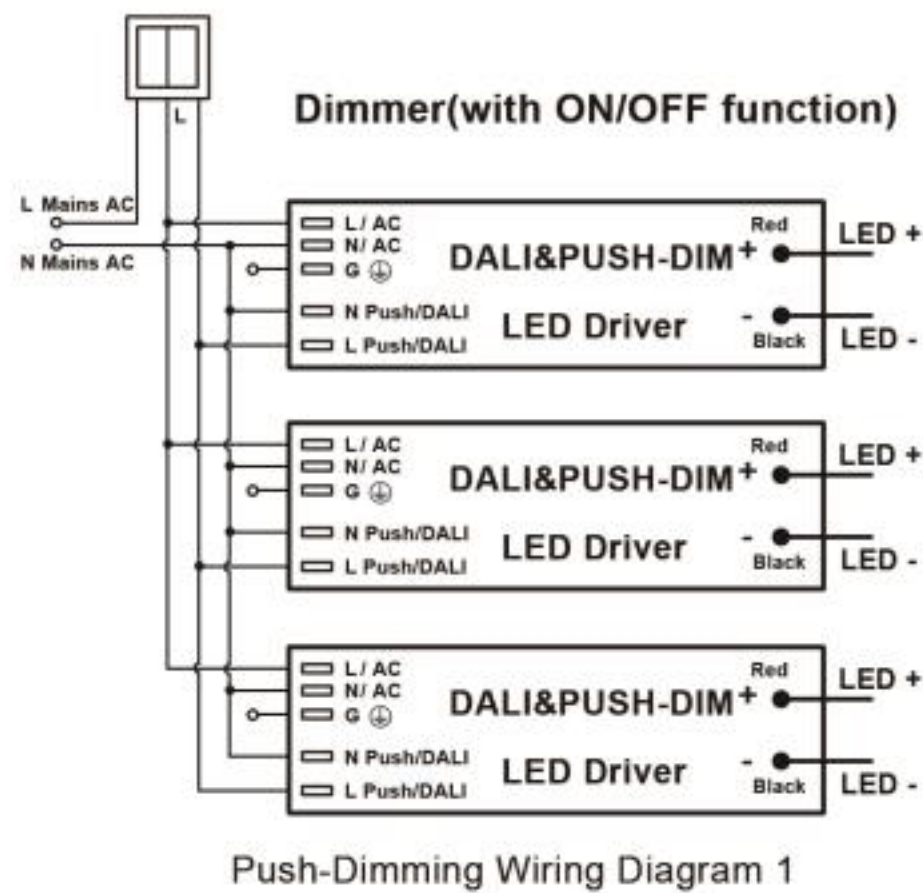 L
Dimmer(with ON/OFF function)
L Mains AC
N Mains AC
L / AC
N/ AC
G
N Push/DALI
L Push/DALI
DALI&PUSH-DIM
LED Driver
Red
+
-
Black
LED +
LED -
L / AC
N/ AC
G
N Push/DALI
L Push/DALI
DALI&PUSH-DIM
LED Driver
Red
+
-
Black
LED +
LED -
L / AC
N/ AC
G
N Push/DALI
L Push/DALI
DALI&PUSH-DIM
LED Driver
Red
+
-
Black
LED +
LED -
Push-Dimming Wiring Diagram 1